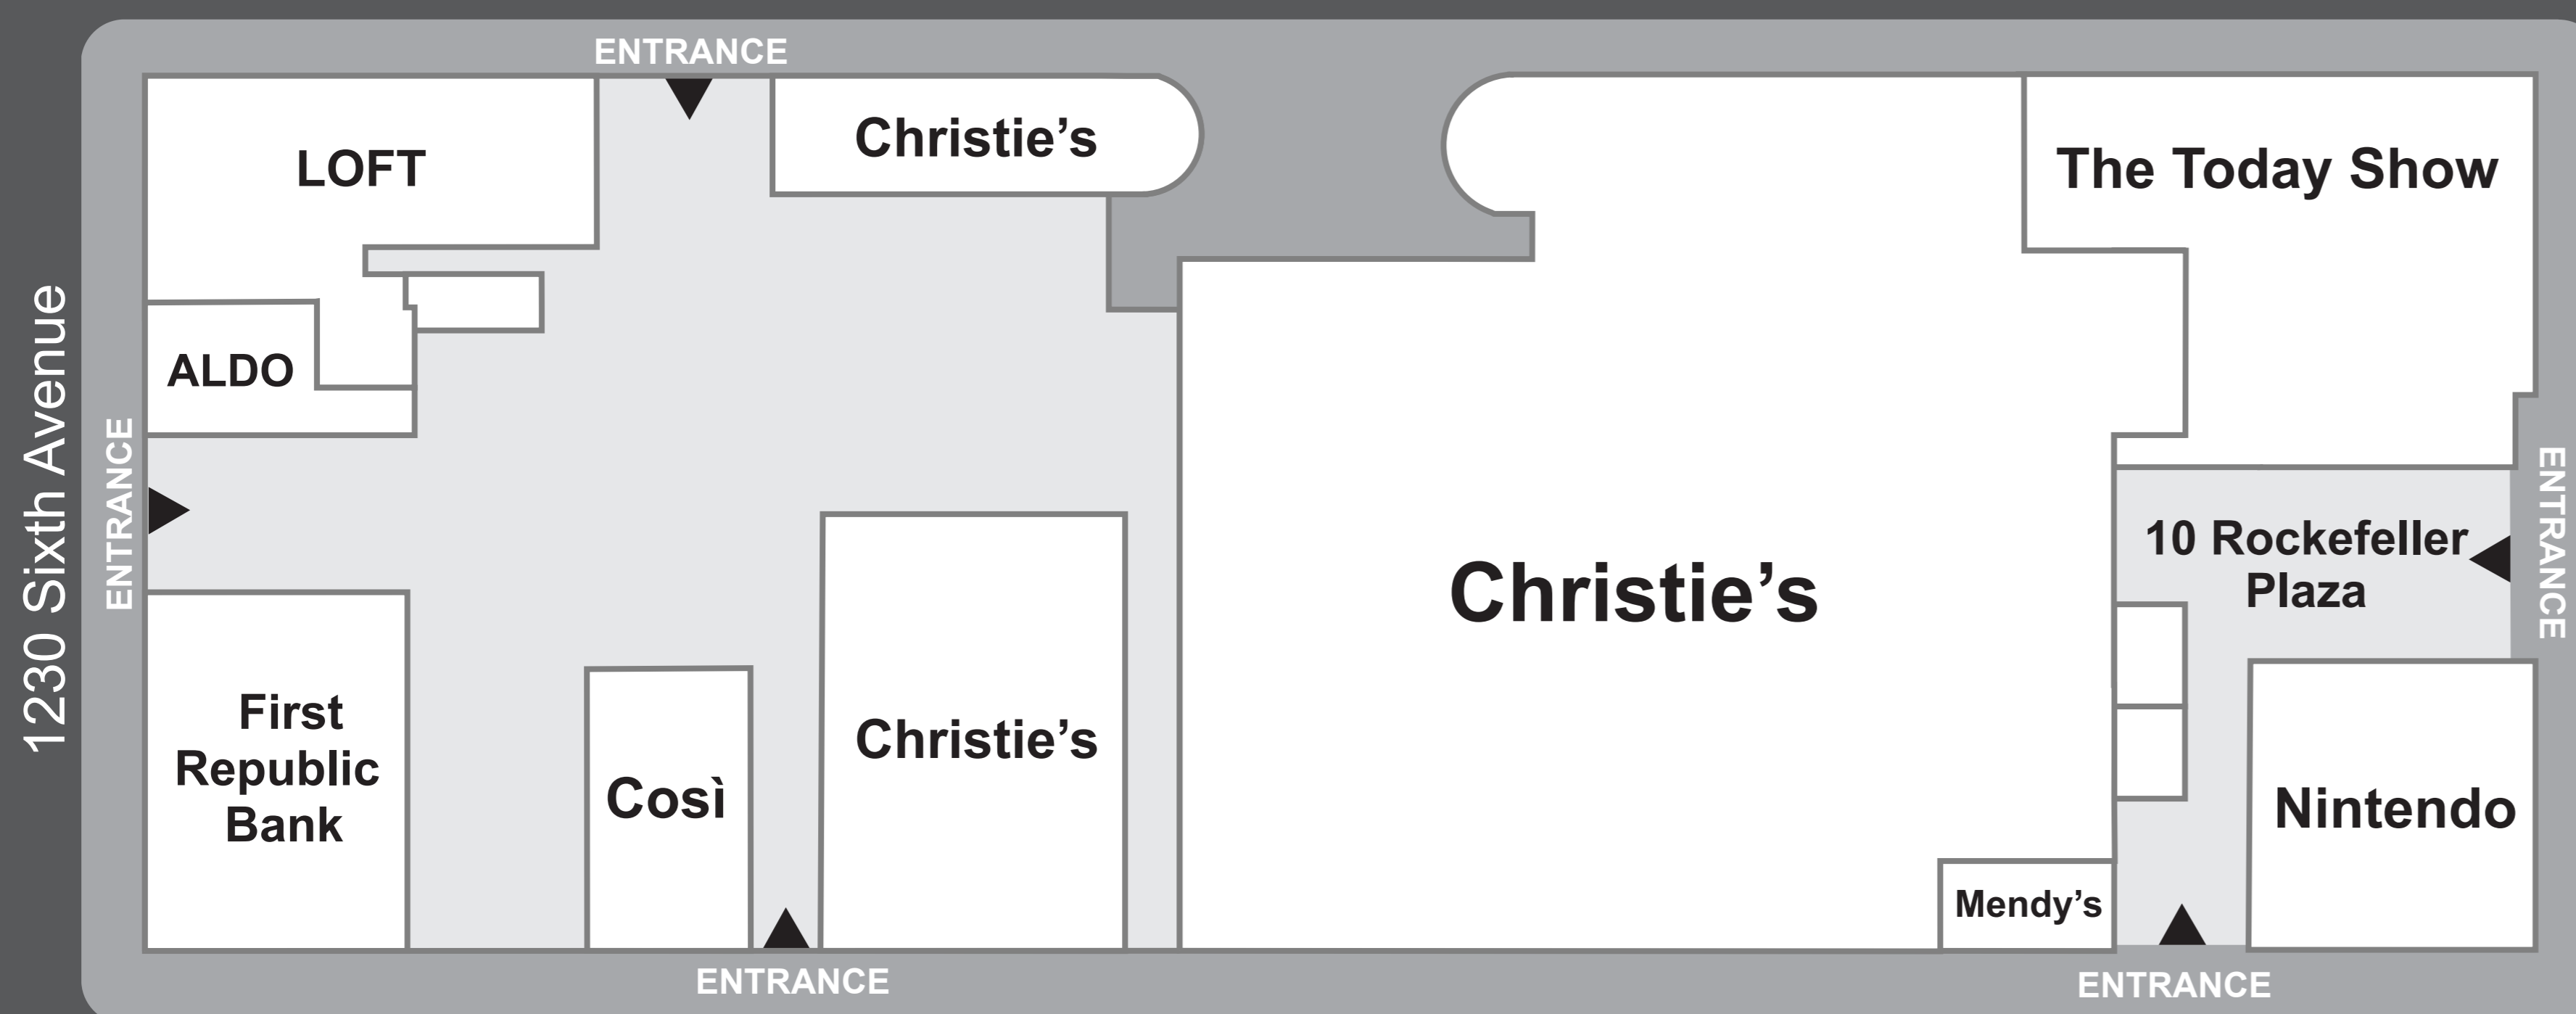 ENTRANCE
LOFT
Christie’s
The Today Show
1230 Sixth Avenue
ENTRANCE
ALDO
Christie’s
10 Rockefeller
Plaza
ENTRANCE
First
Republic
Bank
Così
Christie’s
Mendy’s
Nintendo
ENTRANCE
ENTRANCE